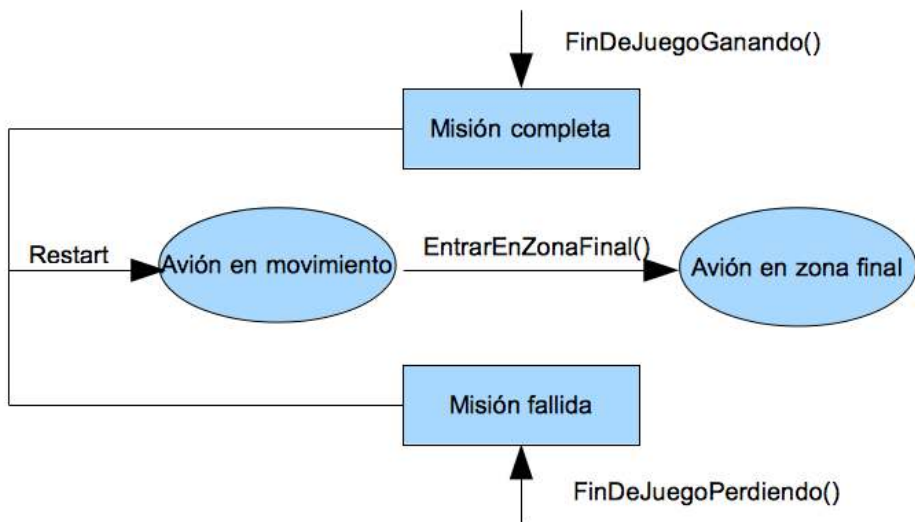 FinDeJuegoGanando()
Misión completa
Restart
Avión en movimiento
EntrarEnZonaFinal()
Avión en zona final
Misión fallida
FinDeJuegoPerdiendo()